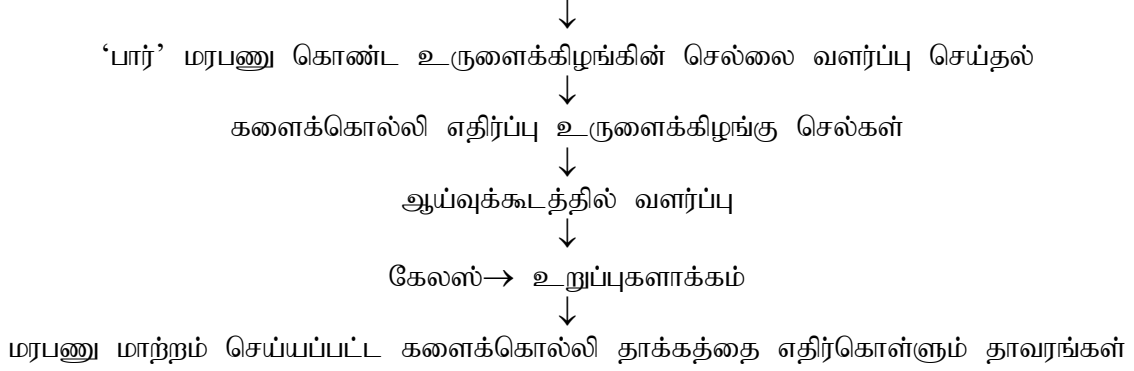 ↓
‘பார்’ மரபணு கொண்ட உருளைக்கிழங்கின் செல்லை வளர்ப்பு செய்தல்
↓
களைக்கொல்லி எதிர்ப்பு உருளைக்கிழங்கு செல்கள்
↓
ஆய்வுக்கூடத்தில் வளர்ப்பு
↓
கேலஸ்→ உறுப்புகளாக்கம்
↓
மரபணு மாற்றம் செய்யப்பட்ட களைக்கொல்லி தாக்கத்தை எதிர்கொள்ளும் தாவரங்கள்